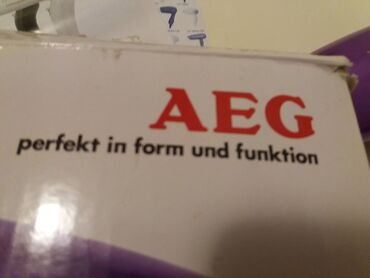 AEG
perfekt in form und funktion